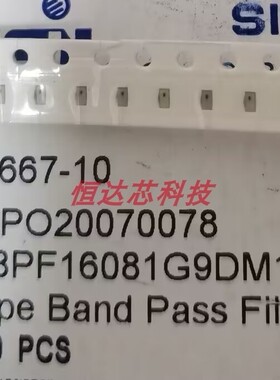 667-10
恒达芯科技
PO20070078
3PF16081G9DM1
pe Band Pass Fil
PCS